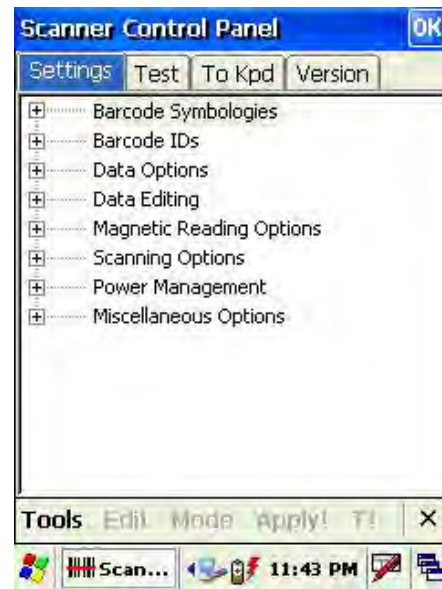 Scanner Control Panel OK
Settings Test To Kpd Version
Barcode Symbologies
Barcode IDs
Data Options
Data Editing
Magnetic Reading Options
Scanning Options
Power Management
Miscellaneous Options
Tools Edit Mode Apply! T!
Scan... 11:43 PM